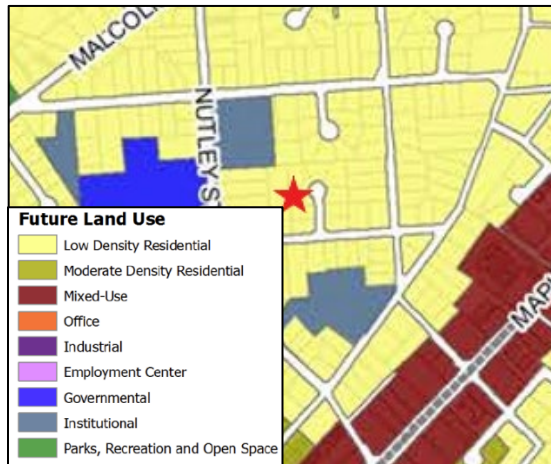 MALCOL
NUTLEY S
MAPL
Future Land Use
Low Density Residential
Moderate Density Residential
Mixed-Use
Office
Industrial
Employment Center
Governmental
Institutional
Parks, Recreation and Open Space